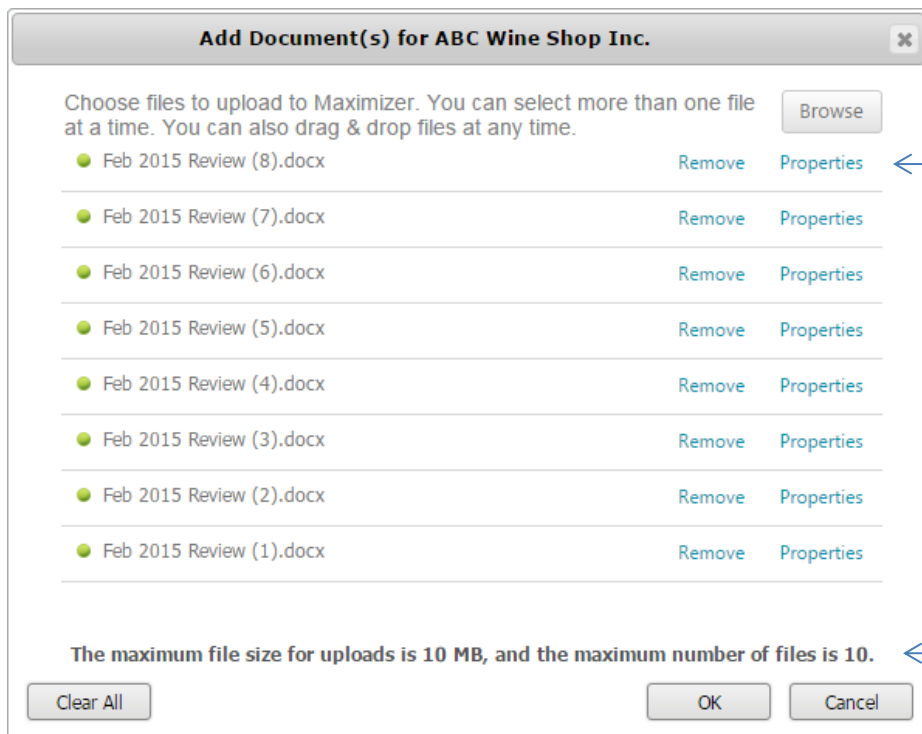 Add Document(s) for ABC Wine Shop Inc.
Choose files to upload to Maximizer. You can select more than one file
at a time. You can also drag & drop files at any time.
Browse
Feb 2015 Review (8).docx Remove Properties
Feb 2015 Review (7).docx Remove Properties
Feb 2015 Review (6).docx Remove Properties
Feb 2015 Review (5).docx Remove Properties
Feb 2015 Review (4).docx Remove Properties
Feb 2015 Review (3).docx Remove Properties
Feb 2015 Review (2).docx Remove Properties
Feb 2015 Review (1).docx Remove Properties
The maximum file size for uploads is 10 MB, and the maximum number of files is 10.
Clear All OK Cancel